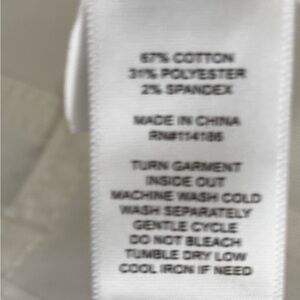 67% COTTON
31% POLYESTER
2% SPANDEX
MADE IN CHINA
RN#114186
TURN GARMENT
INSIDE OUT
MACHINE WASH COLD
WASH SEPARATELY
GENTLE CYCLE
DO NOT BLEACH
TUMBLE DRY LOW
COOL IRON IF NEED